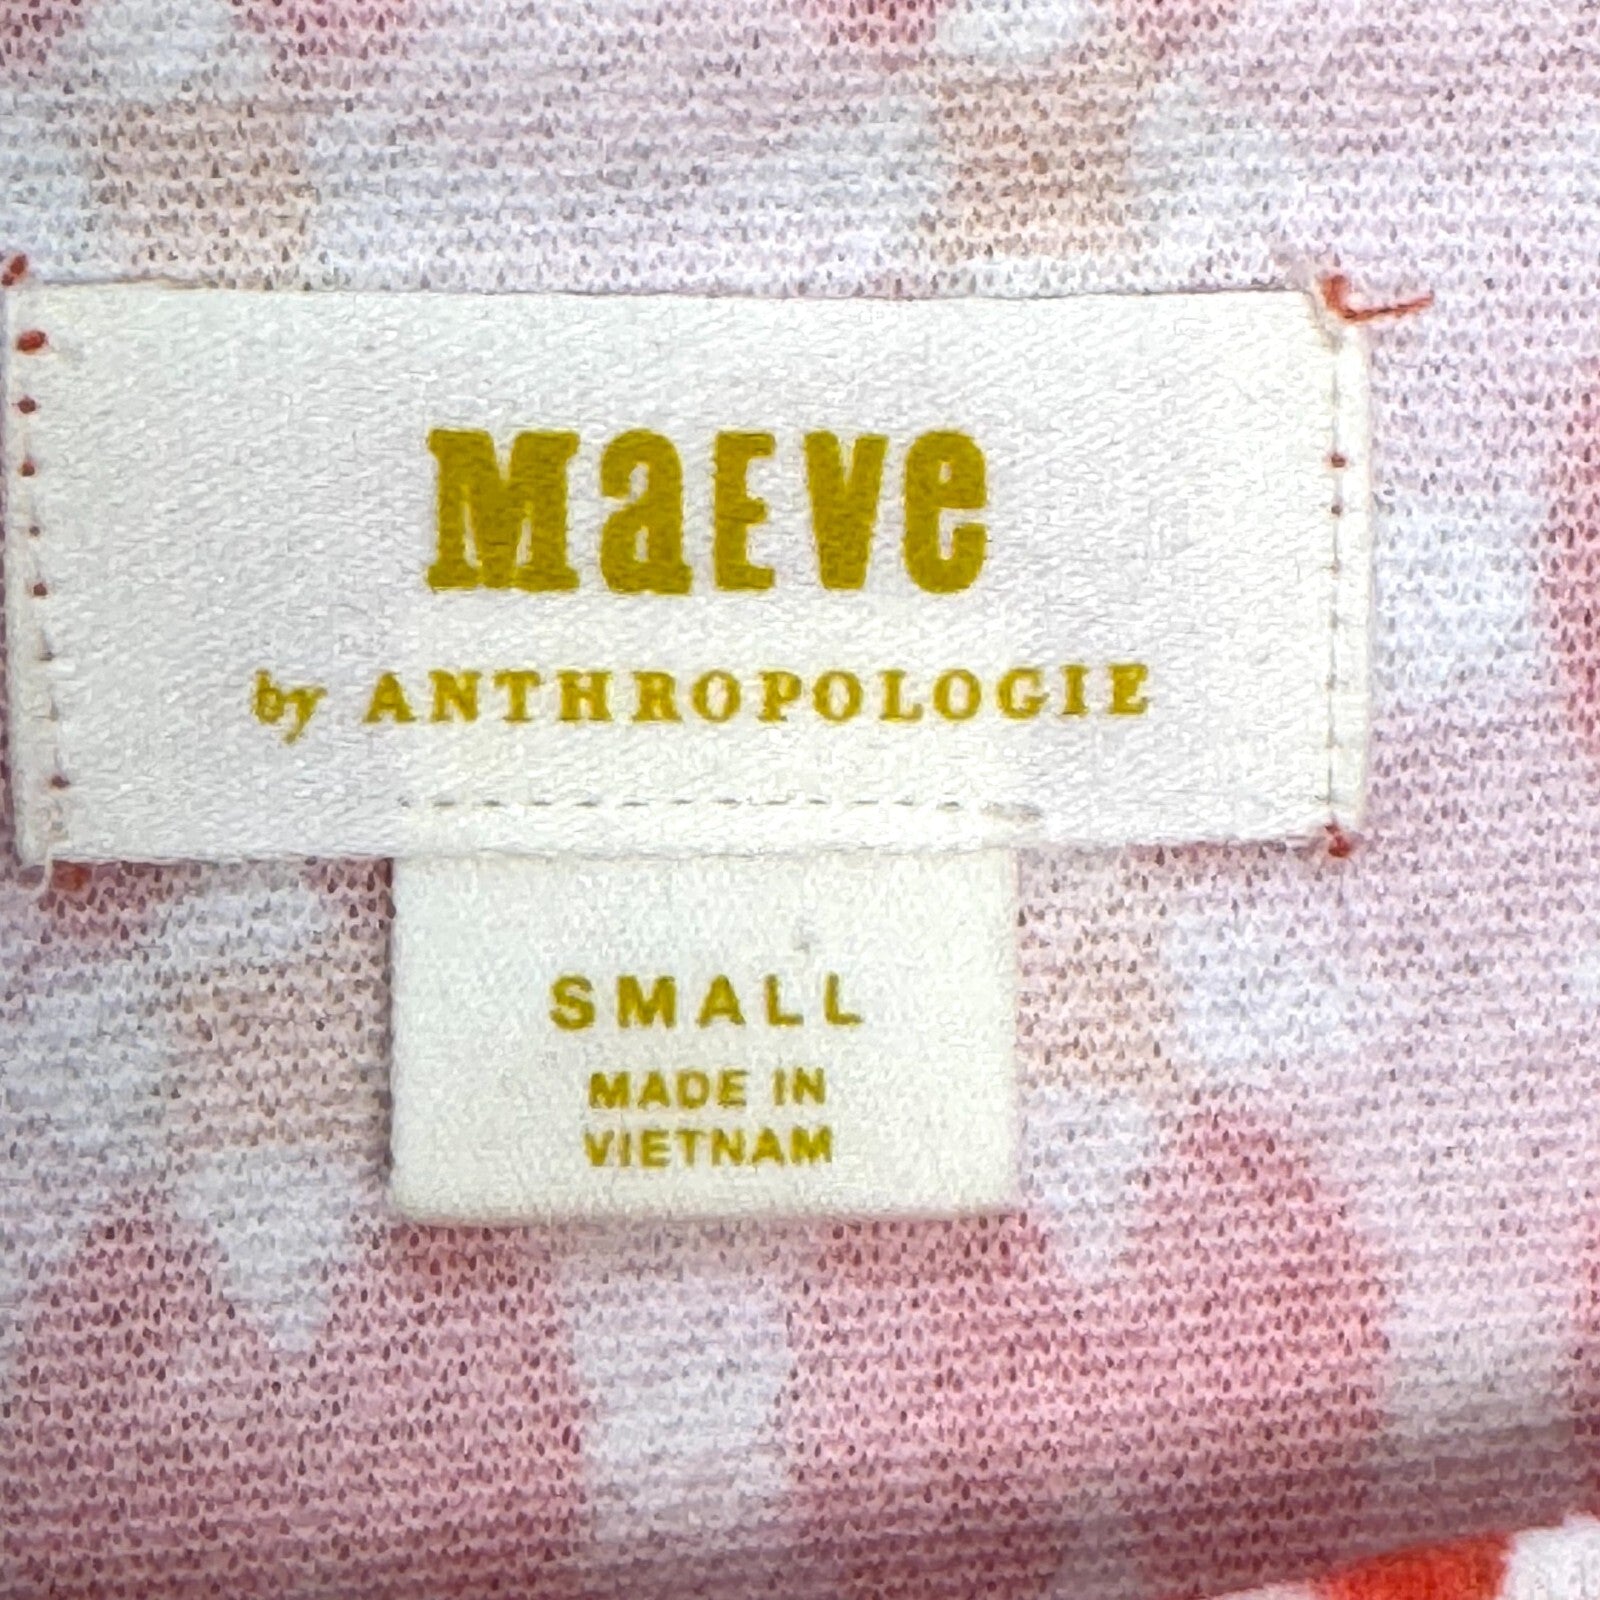 MaEve
by ANTHROPOLOGIE
SMALL
MADE IN
VIETNAM